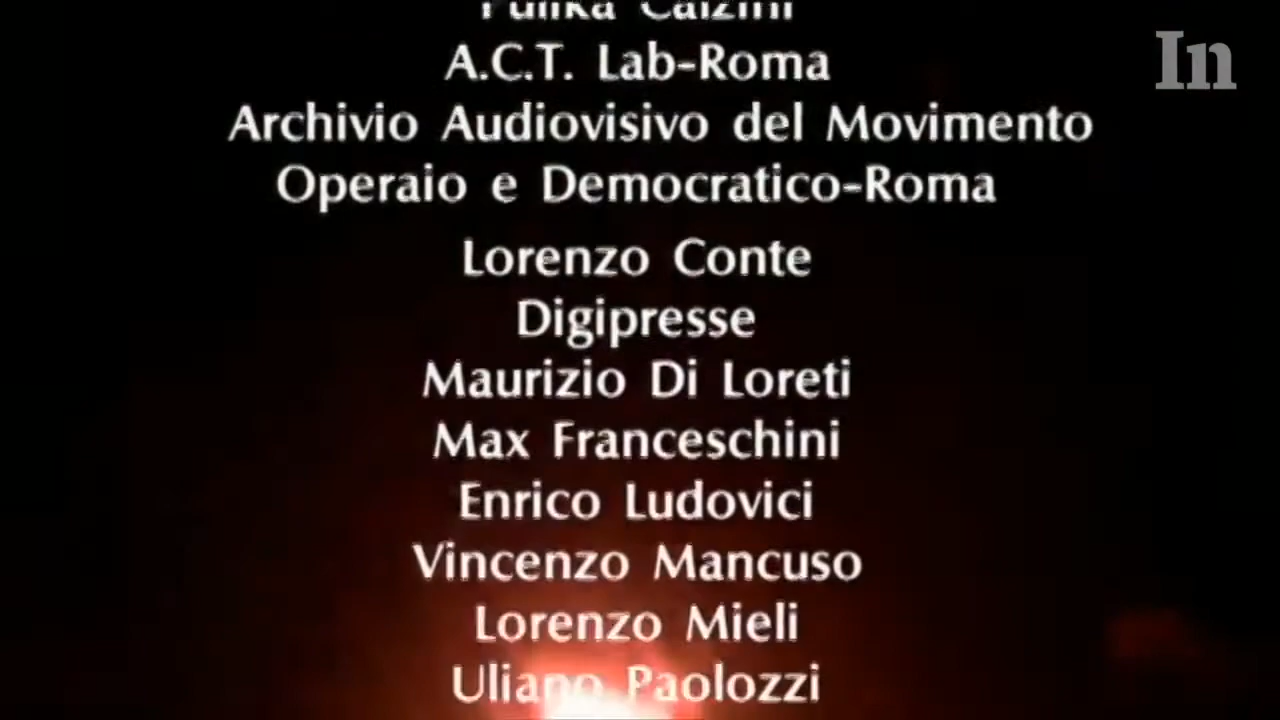 In
A.C.T. Lab-Roma
Archivio Audiovisivo del Movimento
Operaio e Democratico-Roma
Lorenzo Conte
Digipresse
Maurizio Di Loreti
Max Franceschini
Enrico Ludovici
Vincenzo Mancuso
Lorenzo Mieli
Uliano Paolozzi